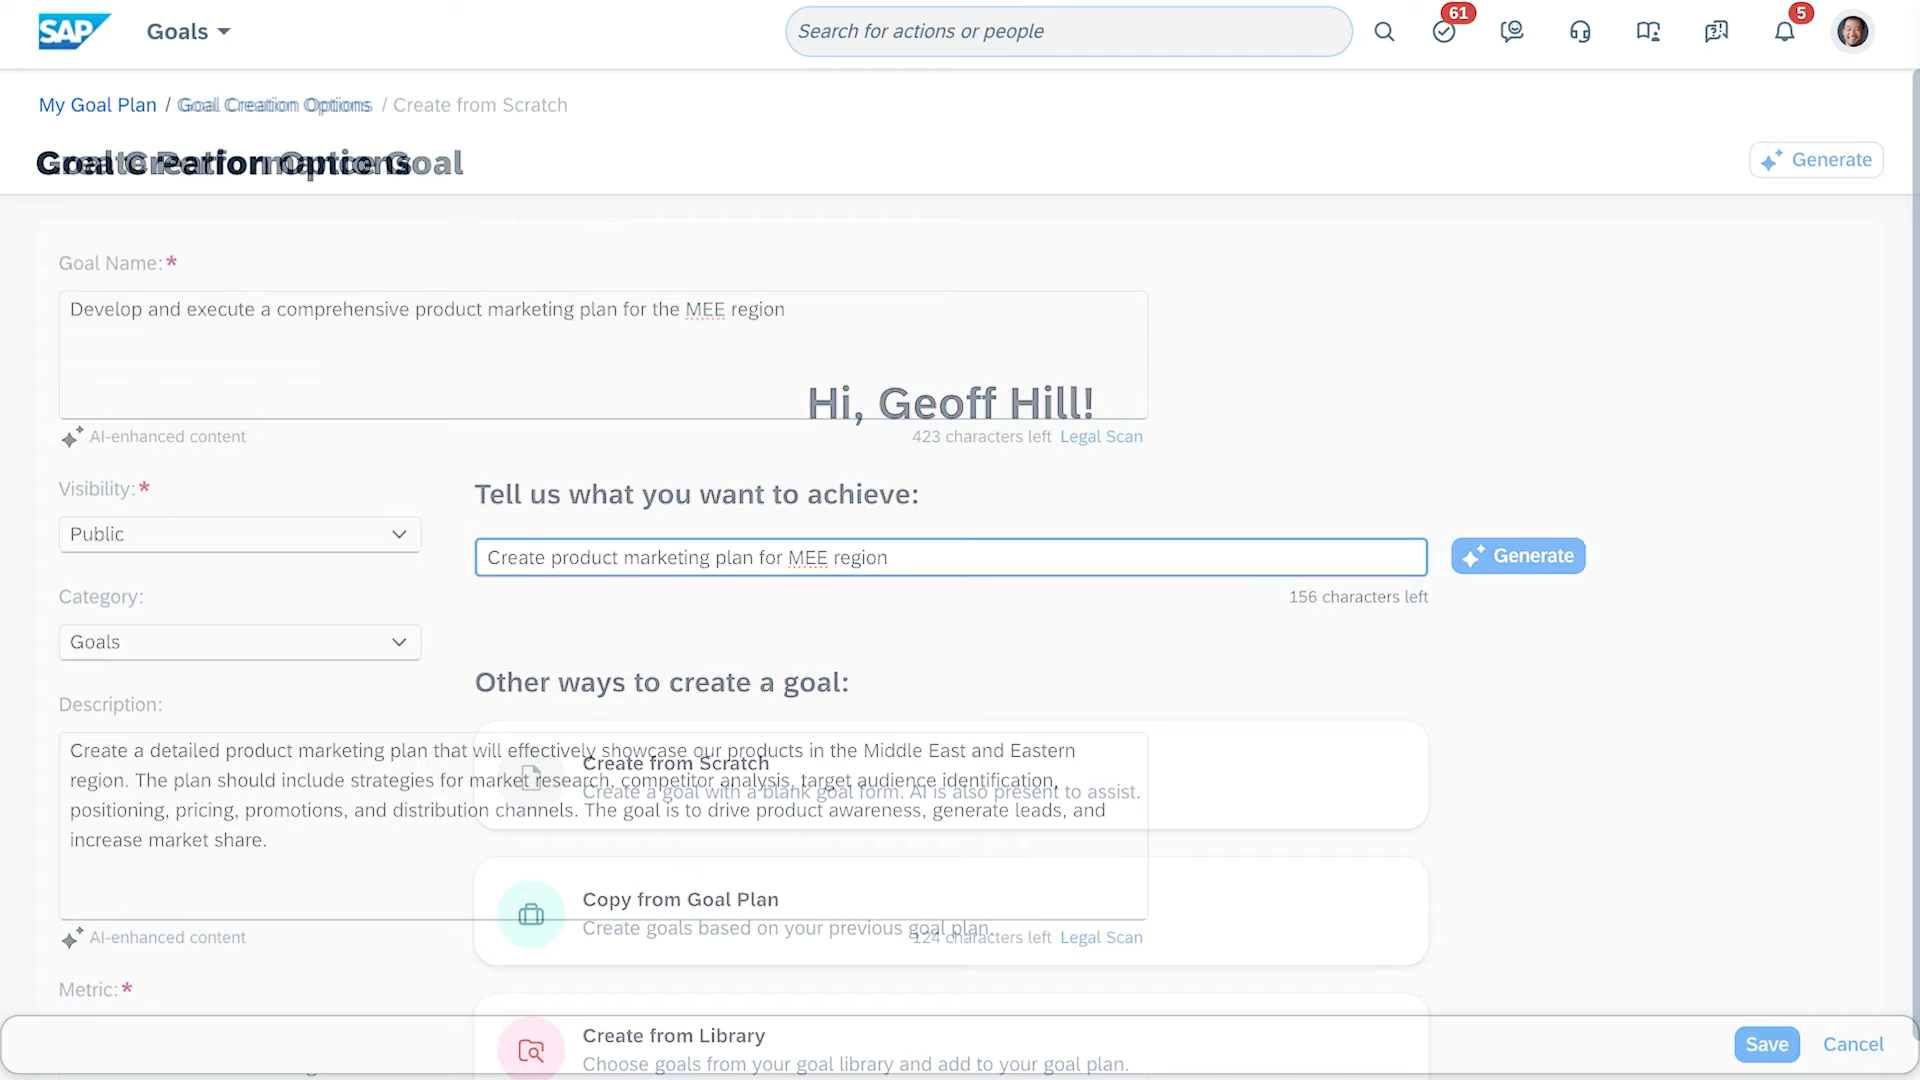 SAP
Goals
Search for actions or people
61
5
My Goal Plan / Goal Creation Options / Create from Scratch
Goal Creation Options
Create Performance Goal
Generate
Goal Name:*
Develop and execute a comprehensive product marketing plan for the MEE region
Hi, Geoff Hill!
AI-enhanced content
423 characters left Legal Scan
Visibility:*
Public
Tell us what you want to achieve:
Create product marketing plan for MEE region
Generate
156 characters left
Category:
Goals
Other ways to create a goal:
Description:
Create a detailed product marketing plan that will effectively showcase our products in the Middle East and Eastern
region. The plan should include strategies for market research, competitor analysis, target audience identification,
positioning, pricing, promotions, and distribution channels. The goal is to drive product awareness, generate leads, and
increase market share.
Create from Scratch
Create a goal with a blank goal form. AI is also present to assist.
Copy from Goal Plan
Create goals based on your previous goal plan.
AI-enhanced content
124 characters left Legal Scan
Metric:*
Create from Library
Choose goals from your goal library and add to your goal plan.
Save
Cancel